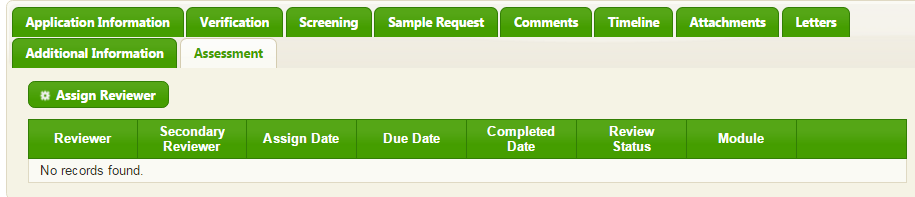 Application Information Verification Screening Sample Request Comments Timeline Attachments Letters
Additional Information Assessment
Assign Reviewer
Reviewer Secondary Reviewer Assign Date Due Date Completed Date Review Status Module
No records found.